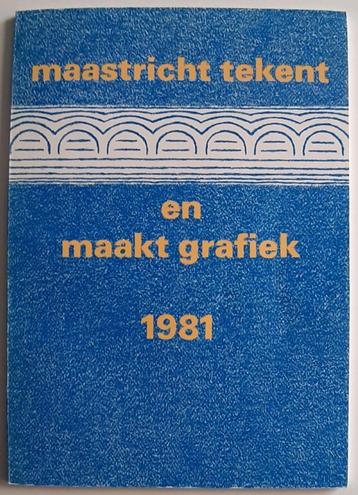 maastricht tekent
en
maakt grafiek
1981